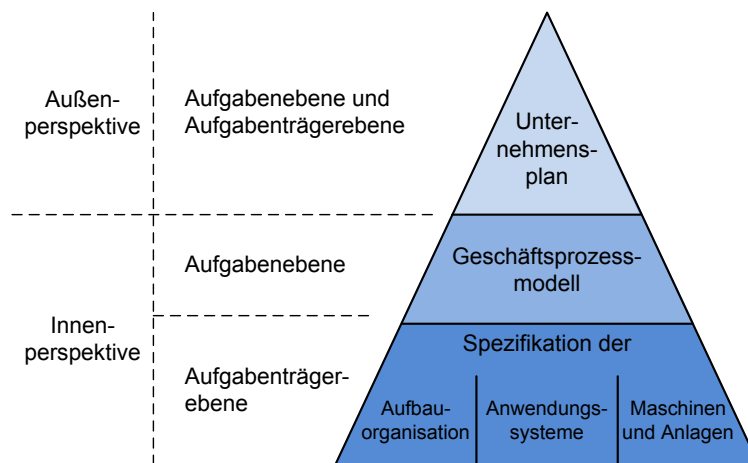 Außen-
perspektive
Aufgabenebene und
Aufgabenträgerebene
Unter-
nehmens-
plan
Innen-
perspektive
Aufgabenebene
Geschäftsprozess-
modell
Aufgabenträger-
ebene
Spezifikation der
Aufbau-
organisation
Anwendungs-
systeme
Maschinen
und Anlagen